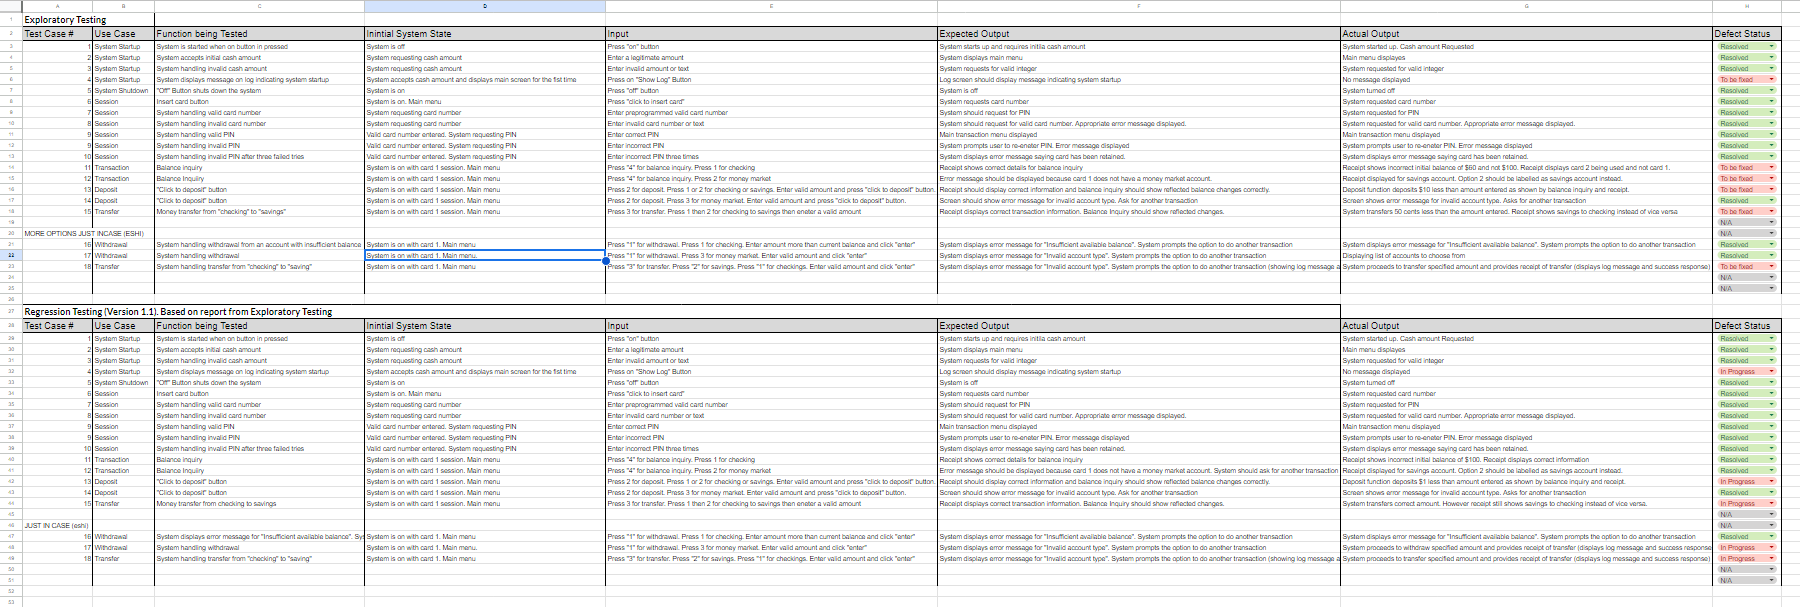 A B C D E F G H
1 Exploratory Testing
2 Test Case # Use Case Function being Tested Inintial System State Input Expected Output Actual Output Defect Status
3 1 System Startup System is started when on button in pressed System is off Press "on" button System starts up and requires initila cash amount System started up. Cash amount Requested Resolved
4 2 System Startup System accepts initial cash amount System requesting cash amount Enter a legitimate amount System displays main menu Main menu displayes Resolved
5 3 System Startup System handling invalid cash amount System requesting cash amount Enter invalid amount or text System requests for valid integer System requested for valid integer Resolved
6 4 System Startup System displays message on log indicating system startup System accepts cash amount and displays main screen for the fist time Press on "Show Log" Button Log screen should display message indicating system startup No message displayed To be fixed
7 5 System Shutdown "Off" Button shuts down the system System is on Press "off" button System is off System turned off Resolved
8 6 Session Insert card button System is on. Main menu Press "click to insert card" System requests card number System requested card number Resolved
9 7 Session System handling valid card number System requesting card number Enter preprogrammed valid card number System should request for PIN System requested for PIN Resolved
10 8 Session System handling invalid card number System requesting card number Enter invalid card number or text System should request for valid card number. Appropriate error message displayed. System requested for valid card number. Appropriate error message displayed. Resolved
11 9 Session System handling valid PIN Valid card number entered. System requesting PIN Enter correct PIN Main transaction menu displayed Main transaction menu displayed Resolved
12 9 Session System handling invalid PIN Valid card number entered. System requesting PIN Enter incorrect PIN System prompts user to re-eneter PIN. Error message displayed System prompts user to re-eneter PIN. Error message displayed Resolved
13 10 Session System handling invalid PIN after three failed tries Valid card number entered. System requesting PIN Enter incorrect PIN three times System displays error message saying card has been retained. System displays error message saying card has been retained. Resolved
14 11 Transaction Balance inquiry System is on with card 1 session. Main menu Press "4" for balance inquiry. Press 1 for checking Receipt shows correct details for balance inquiry Receipt shows incorrect initial balance of $60 and not $100. Receipt displays card 2 being used and not card 1. To be fixed
15 12 Transaction Balance Inquiry System is on with card 1 session. Main menu Press "4" for balance inquiry. Press 2 for money market Error message should be displayed because card 1 does not have a money market account. Receipt displayed for savings account. Option 2 should be labelled as savings account instead. To be fixed
16 13 Deposit "Click to deposit" button System is on with card 1 session. Main menu Press 2 for deposit. Press 1 or 2 for checking or savings. Enter valid amount and press "click to deposit" button. Receipt should display correct information and balance inquiry should show reflected balance changes correctly. Deposit function deposits $10 less than amount entered as shown by balance inquiry and receipt. To be fixed
17 14 Deposit "Click to deposit" button System is on with card 1 session. Main menu Press 2 for deposit. Press 3 for money market. Enter valid amount and press "click to deposit" button. Screen should show error message for invalid account type. Ask for another transaction Screen shows error message for invalid account type. Asks for another transaction Resolved
18 15 Transfer Money transfer from "checking" to "savings" System is on with card 1 session. Main menu Press 3 for transfer. Press 1 then 2 for checking to savings then eneter a valid amount Receipt displays correct transaction information. Balance Inquiry should show reflected changes. System transfers 50 cents less than the amount entered. Receipt shows savings to checking instead of vice versa To be fixed
19 N/A
20 MORE OPTIONS JUST INCASE (ESHI) N/A
21 16 Withdrawal System handling withdrawal from an account with insufficient balance System is on with card 1. Main menu Press "1" for withdrawal. Press 1 for checking. Enter amount more than current balance and click "enter" System displays error message for "Insufficient available balance". System prompts the option to do another transaction System displays error message for "Insufficient available balance". System prompts the option to do another transaction Resolved
22 17 Withdrawal System handling withdrawal System is on with card 1. Main menu. Press "1" for withdrawal. Press 3 for money market. Enter valid amount and click "enter" System displays error message for "Invalid account type". System prompts the option to do another transaction Displaying list of accounts to choose from Resolved
23 18 Transfer System handling transfer from "checking" to "saving" System is on with card 1. Main menu Press "3" for transfer. Press "2" for savings. Press "1" for checkings. Enter valid amount and click "enter" System displays error message for "Invalid account type". System prompts the option to do another transaction (showing log message a System proceeds to transfer specified amount and provides receipt of transfer (displays log message and success response) To be fixed
24 N/A
25 N/A
26
27 Regression Testing (Version 1.1). Based on report from Exploratory Testing
28 Test Case # Use Case Function being Tested Inintial System State Input Expected Output Actual Output Defect Status
29 1 System Startup System is started when on button in pressed System is off Press "on" button System starts up and requires initila cash amount System started up. Cash amount Requested Resolved
30 2 System Startup System accepts initial cash amount System requesting cash amount Enter a legitimate amount System displays main menu Main menu displayes Resolved
31 3 System Startup System handling invalid cash amount System requesting cash amount Enter invalid amount or text System requests for valid integer System requested for valid integer Resolved
32 4 System Startup System displays message on log indicating system startup System accepts cash amount and displays main screen for the fist time Press on "Show Log" Button Log screen should display message indicating system startup No message displayed In Progress
33 5 System Shutdown "Off" Button shuts down the system System is on Press "off" button System is off System turned off Resolved
34 6 Session Insert card button System is on. Main menu Press "click to insert card" System requests card number System requested card number Resolved
35 7 Session System handling valid card number System requesting card number Enter preprogrammed valid card number System should request for PIN System requested for PIN Resolved
36 8 Session System handling invalid card number System requesting card number Enter invalid card number or text System should request for valid card number. Appropriate error message displayed. System requested for valid card number. Appropriate error message displayed. Resolved
37 9 Session System handling valid PIN Valid card number entered. System requesting PIN Enter correct PIN Main transaction menu displayed Main transaction menu displayed Resolved
38 9 Session System handling invalid PIN Valid card number entered. System requesting PIN Enter incorrect PIN System prompts user to re-eneter PIN. Error message displayed System prompts user to re-eneter PIN. Error message displayed Resolved
39 10 Session System handling invalid PIN after three failed tries Valid card number entered. System requesting PIN Enter incorrect PIN three times System displays error message saying card has been retained. System displays error message saying card has been retained. Resolved
40 11 Transaction Balance inquiry System is on with card 1 session. Main menu Press "4" for balance inquiry. Press 1 for checking Receipt shows correct details for balance inquiry Receipt shows incorrect initial balance of $100. Receipt displays correct information Resolved
41 12 Transaction Balance Inquiry System is on with card 1 session. Main menu Press "4" for balance inquiry. Press 2 for money market Error message should be displayed because card 1 does not have a money market account. System should ask for another transaction Receipt displayed for savings account. Option 2 should be labelled as savings account instead. Resolved
42 13 Deposit "Click to deposit" button System is on with card 1 session. Main menu Press 2 for deposit. Press 1 or 2 for checking or savings. Enter valid amount and press "click to deposit" button. Receipt should display correct information and balance inquiry should show reflected balance changes correctly. Deposit function deposits $1 less than amount entered as shown by balance inquiry and receipt. In Progress
43 14 Deposit "Click to deposit" button System is on with card 1 session. Main menu Press 2 for deposit. Press 3 for money market. Enter valid amount and press "click to deposit" button. Screen should show error message for invalid account type. Ask for another transaction Screen shows error message for invalid account type. Asks for another transaction Resolved
44 15 Transfer Money transfer from checking to savings System is on with card 1 session. Main menu Press 3 for transfer. Press 1 then 2 for checking to savings then eneter a valid amount Receipt displays correct transaction information. Balance Inquiry should show reflected changes. System transfers correct amount. However receipt still shows savings to checking instead of vice versa. In Progress
45 N/A
46 JUST IN CASE (eshi) N/A
47 16 Withdrawal System displays error message for "Insufficient available balance". Sys System is on with card 1. Main menu Press "1" for withdrawal. Press 1 for checking. Enter amount more than current balance and click "enter" System displays error message for "Insufficient available balance". System prompts the option to do another transaction System displays error message for "Insufficient available balance". System prompts the option to do another transaction Resolved
48 17 Withdrawal System handling withdrawal System is on with card 1. Main menu. Press "1" for withdrawal. Press 3 for money market. Enter valid amount and click "enter" System displays error message for "Invalid account type". System prompts the option to do another transaction System proceeds to withdraw specified amount and provides receipt of transfer (displays log message and success response In Progress
49 18 Transfer System handling transfer from "checking" to "saving" System is on with card 1. Main menu Press "3" for transfer. Press "2" for savings. Press "1" for checkings. Enter valid amount and click "enter" System displays error message for "Invalid account type". System prompts the option to do another transaction (showing log message a System proceeds to transfer specified amount and provides receipt of transfer (displays log message and success response) In Progress
50 N/A
51 N/A
52
53